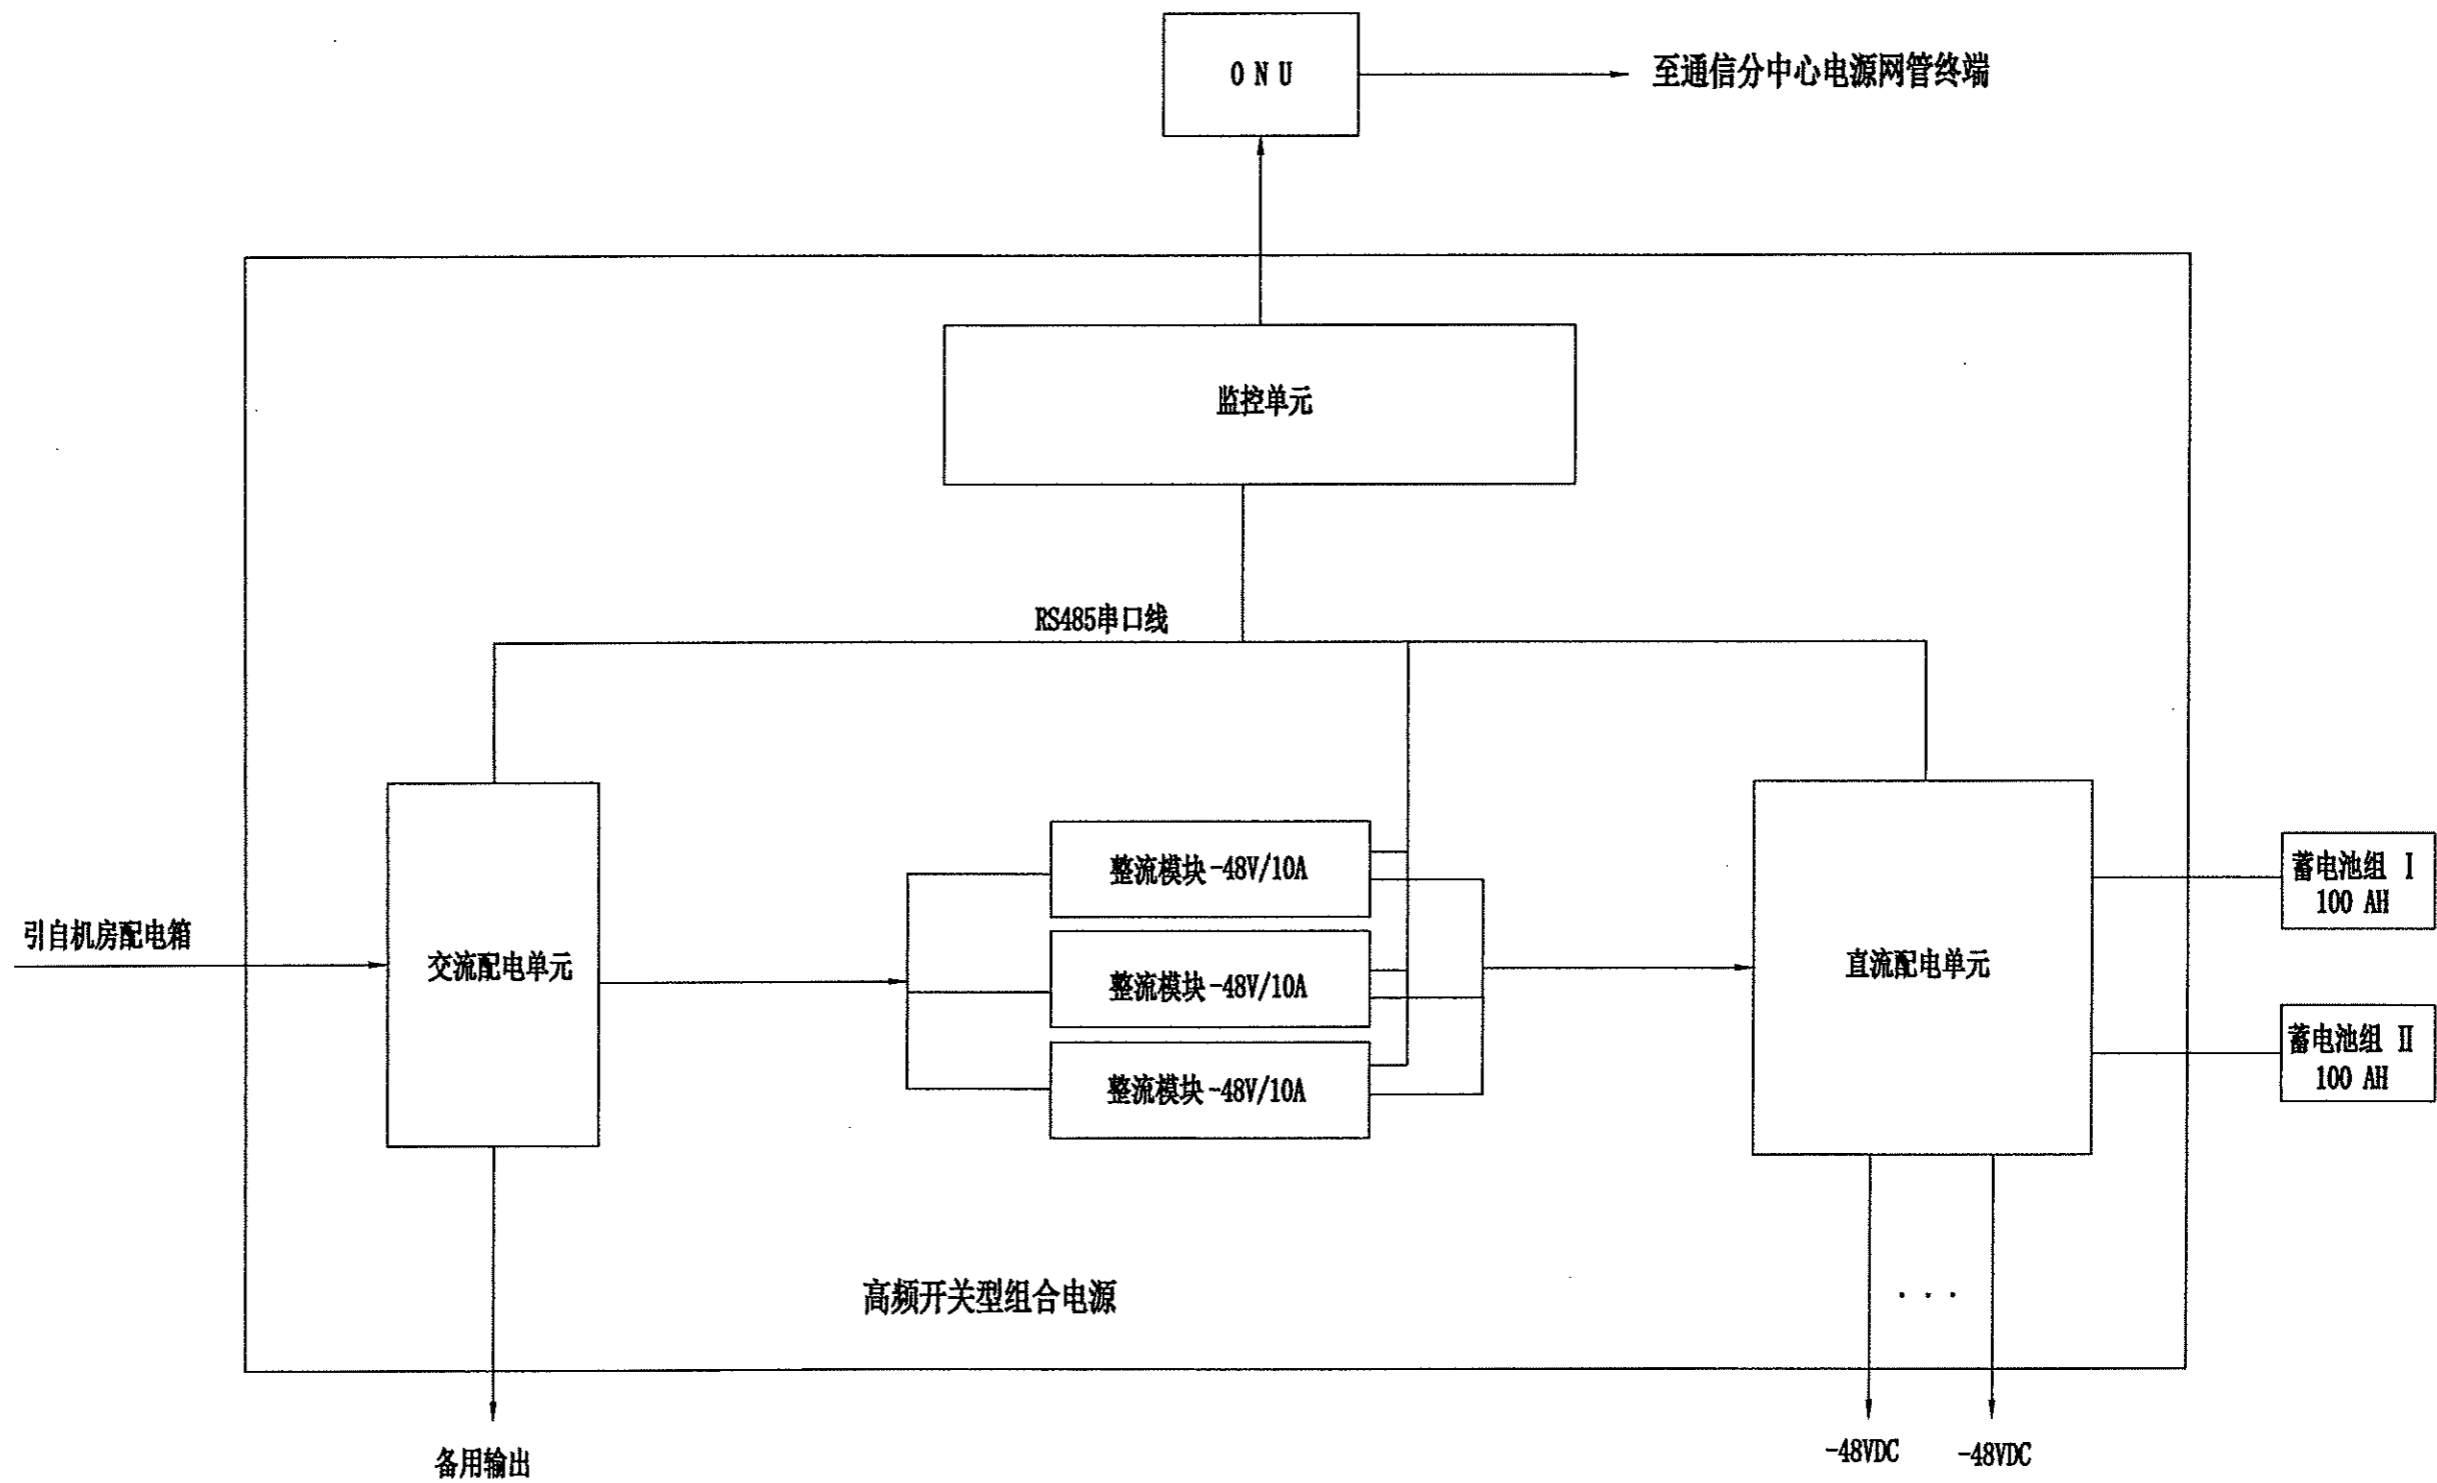 ONU
至通信分中心电源网管终端
监控单元
RS485串口线
整流模块-48V/10A
蓄电池组 Ⅰ
100 AH
引自机房配电箱
交流配电单元
整流模块-48V/10A
直流配电单元
蓄电池组 Ⅱ
100 AH
整流模块-48V/10A
高频开关型组合电源
...
备用输出
-48VDC
-48VDC